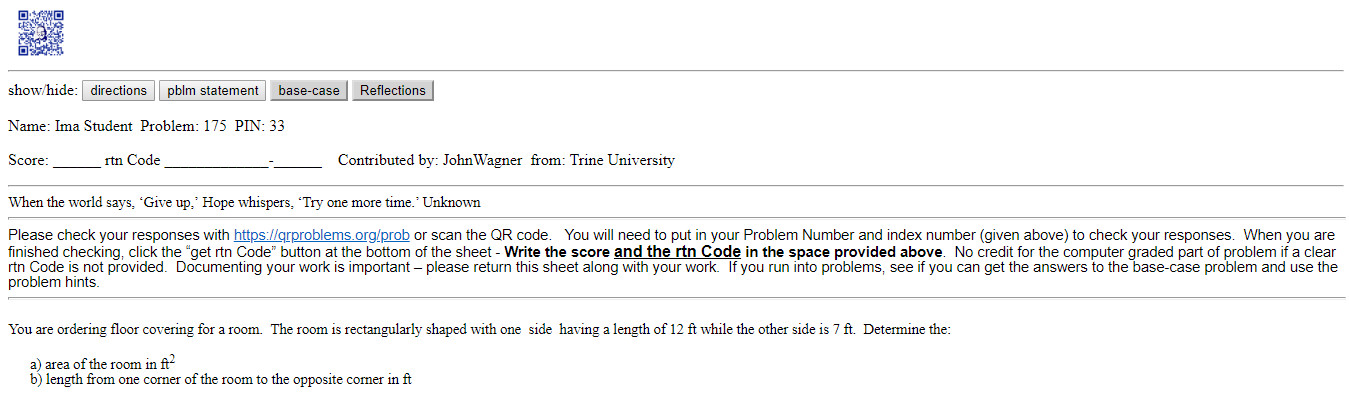 show/hide: directions pblm statement base-case Reflections
Name: Ima Student Problem: 175 PIN: 33
Score: ______ rtn Code _____________-______ Contributed by: JohnWagner from: Trine University
When the world says, ‘Give up,’ Hope whispers, ‘Try one more time.’ Unknown
Please check your responses with https://qrproblems.org/prob or scan the QR code. You will need to put in your Problem Number and index number (given above) to check your responses. When you are
finished checking, click the “get rtn Code” button at the bottom of the sheet - Write the score and the rtn Code in the space provided above. No credit for the computer graded part of problem if a clear
rtn Code is not provided. Documenting your work is important – please return this sheet along with your work. If you run into problems, see if you can get the answers to the base-case problem and use the
problem hints.
You are ordering floor covering for a room. The room is rectangularly shaped with one side having a length of 12 ft while the other side is 7 ft. Determine the:
a) area of the room in ft²
b) length from one corner of the room to the opposite corner in ft